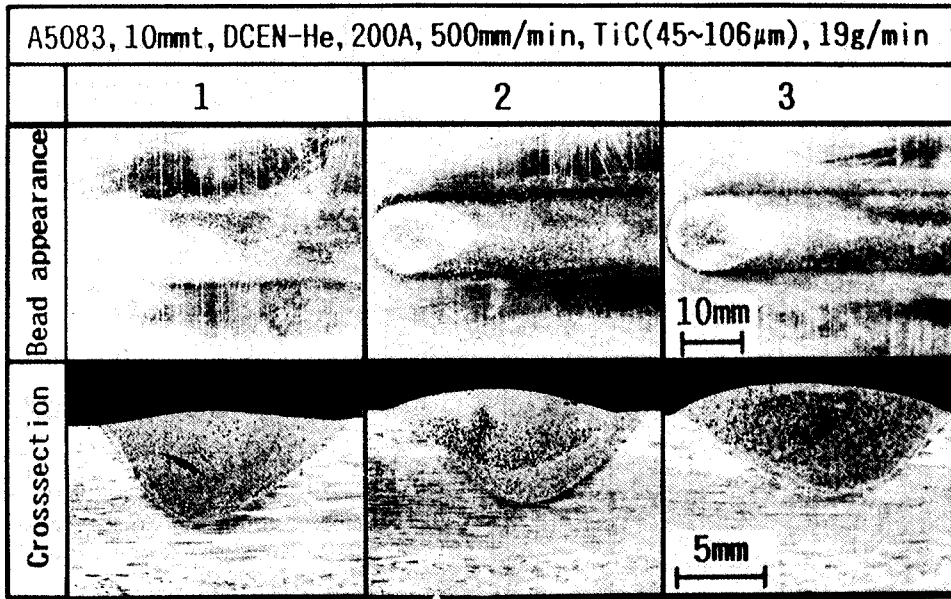 A5083, 10mmt, DCEN-He, 200A, 500mm/min, TiC(45~106μm), 19g/min
1 2 3
Bead appearance
10mm
Crosssection
5mm